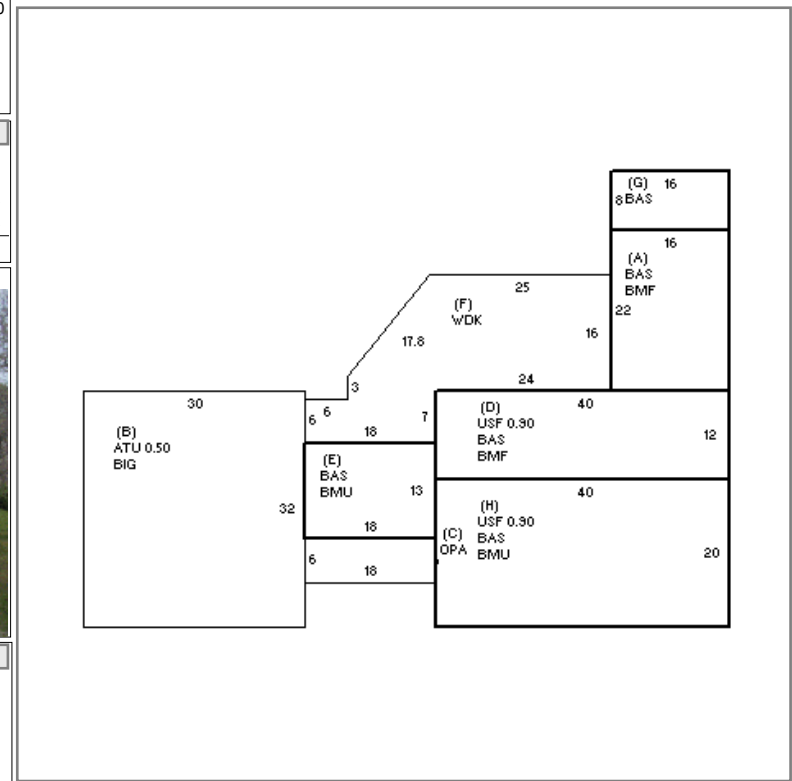 (G) 16
8 BAS
16
(A)
BAS
BMF
22
25
(F)
WDK
16
17.8
3
24
30
6
6
18
7
(B)
ATU 0.50
BIG
(D)
40
USF 0.90
BAS
BMF
12
(E)
BAS
BMU
13
32
18
40
(H)
USF 0.90
BAS
BMU
(C)
OPA
20
6
18